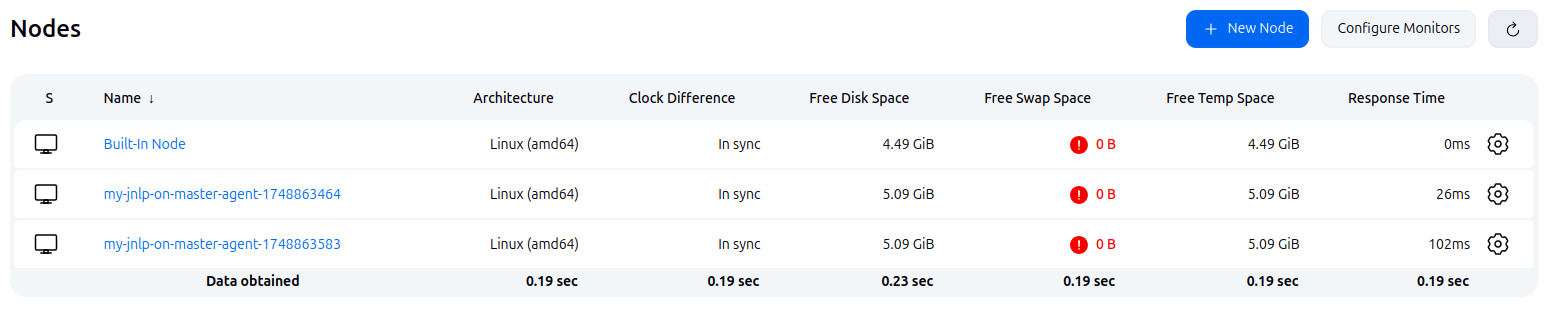 Nodes
+ New Node Configure Monitors
S Name ↓ Architecture Clock Difference Free Disk Space Free Swap Space Free Temp Space Response Time
Built-In Node Linux (amd64) In sync 4.49 GiB ! 0 B 4.49 GiB 0ms
my-jnlp-on-master-agent-1748863464 Linux (amd64) In sync 5.09 GiB ! 0 B 5.09 GiB 26ms
my-jnlp-on-master-agent-1748863583 Linux (amd64) In sync 5.09 GiB ! 0 B 5.09 GiB 102ms
Data obtained 0.19 sec 0.19 sec 0.23 sec 0.19 sec 0.19 sec 0.19 sec